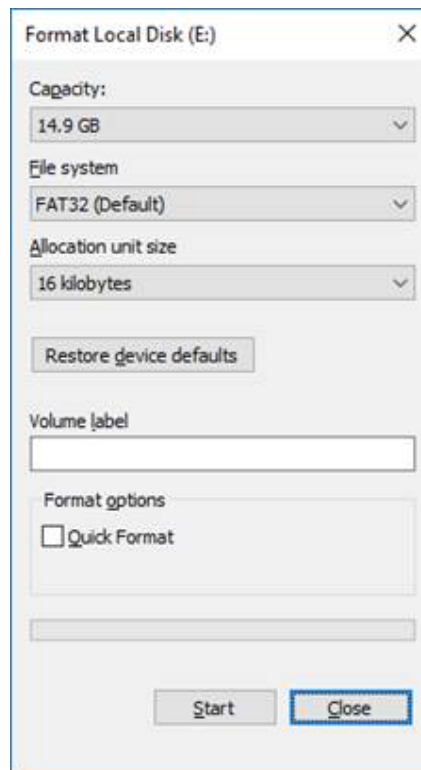 Format Local Disk (E:)
Capacity:
14.9 GB
File system
FAT32 (Default)
Allocation unit size
16 kilobytes
Restore device defaults
Volume label
Format options
Quick Format
Start
Close